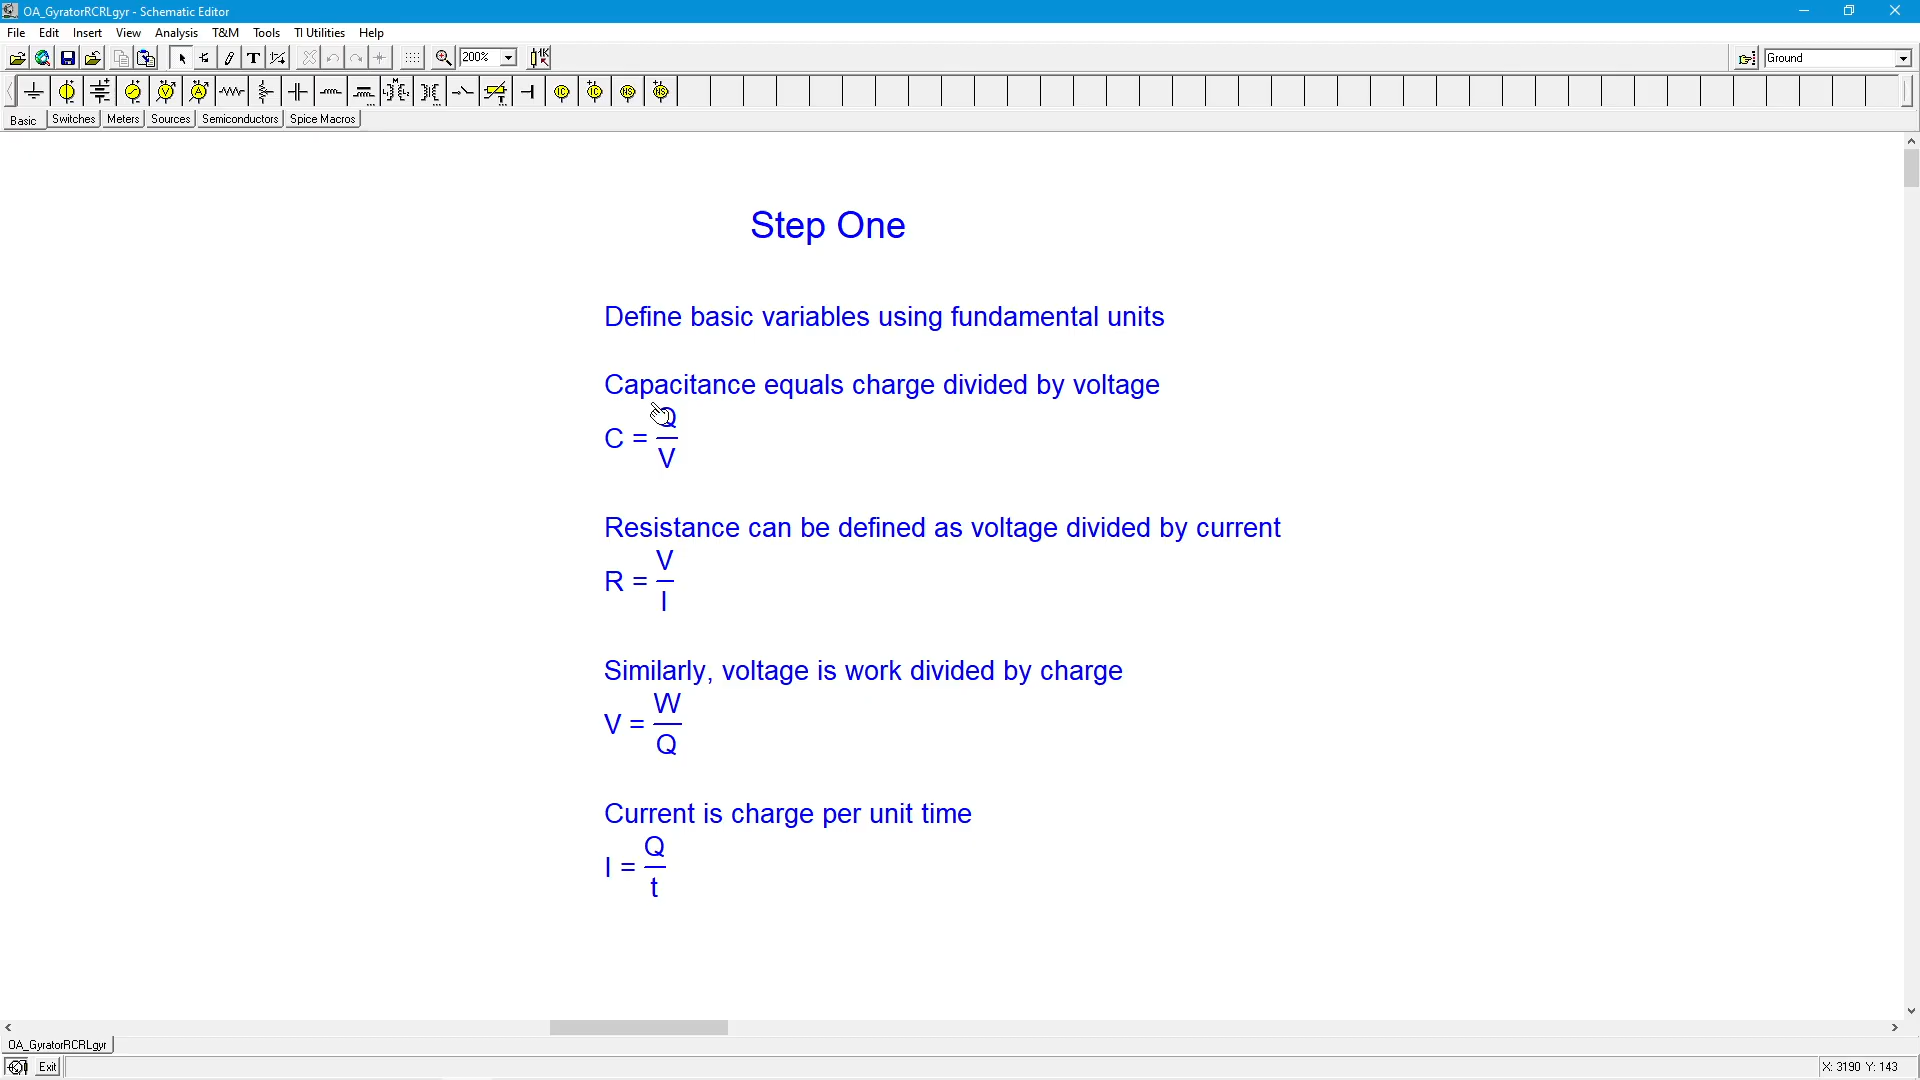 OA_GyratorRCRLgyr - Schematic Editor
File Edit Insert View Analysis T&M Tools TI Utilities Help
200%
1K
Ground
Basic Switches Meters Sources Semiconductors Spice Macros
Step One
Define basic variables using fundamental units
Capacitance equals charge divided by voltage
C = Q
V
Resistance can be defined as voltage divided by current
R = V
I
Similarly, voltage is work divided by charge
V = W
Q
Current is charge per unit time
I = Q
t
OA_GyratorRCRLgyr
Exit
X: 3190 Y: 143